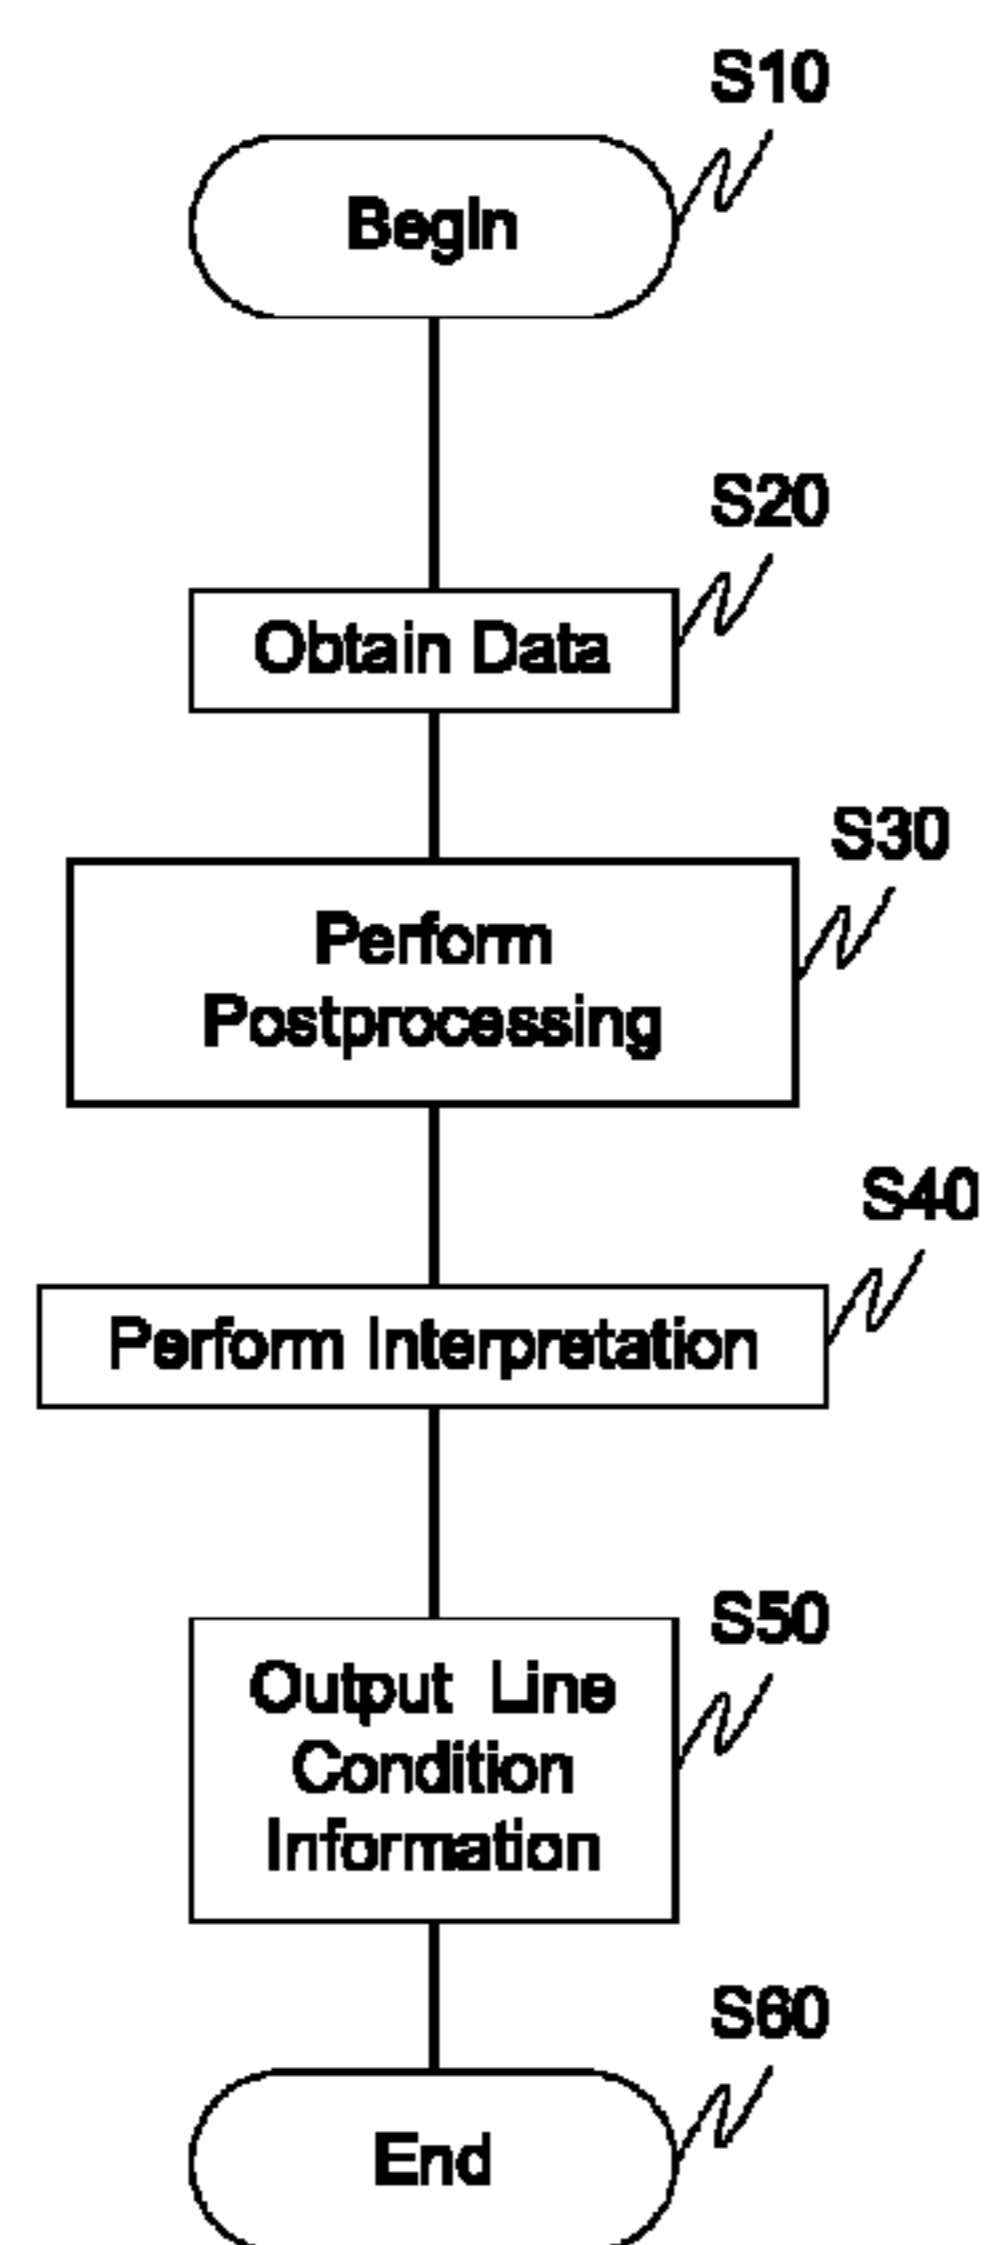 S10
Begin
S20
Obtain Data
S30
Perform
Postprocessing
S40
Perform Interpretation
S50
Output Line
Condition
Information
S60
End